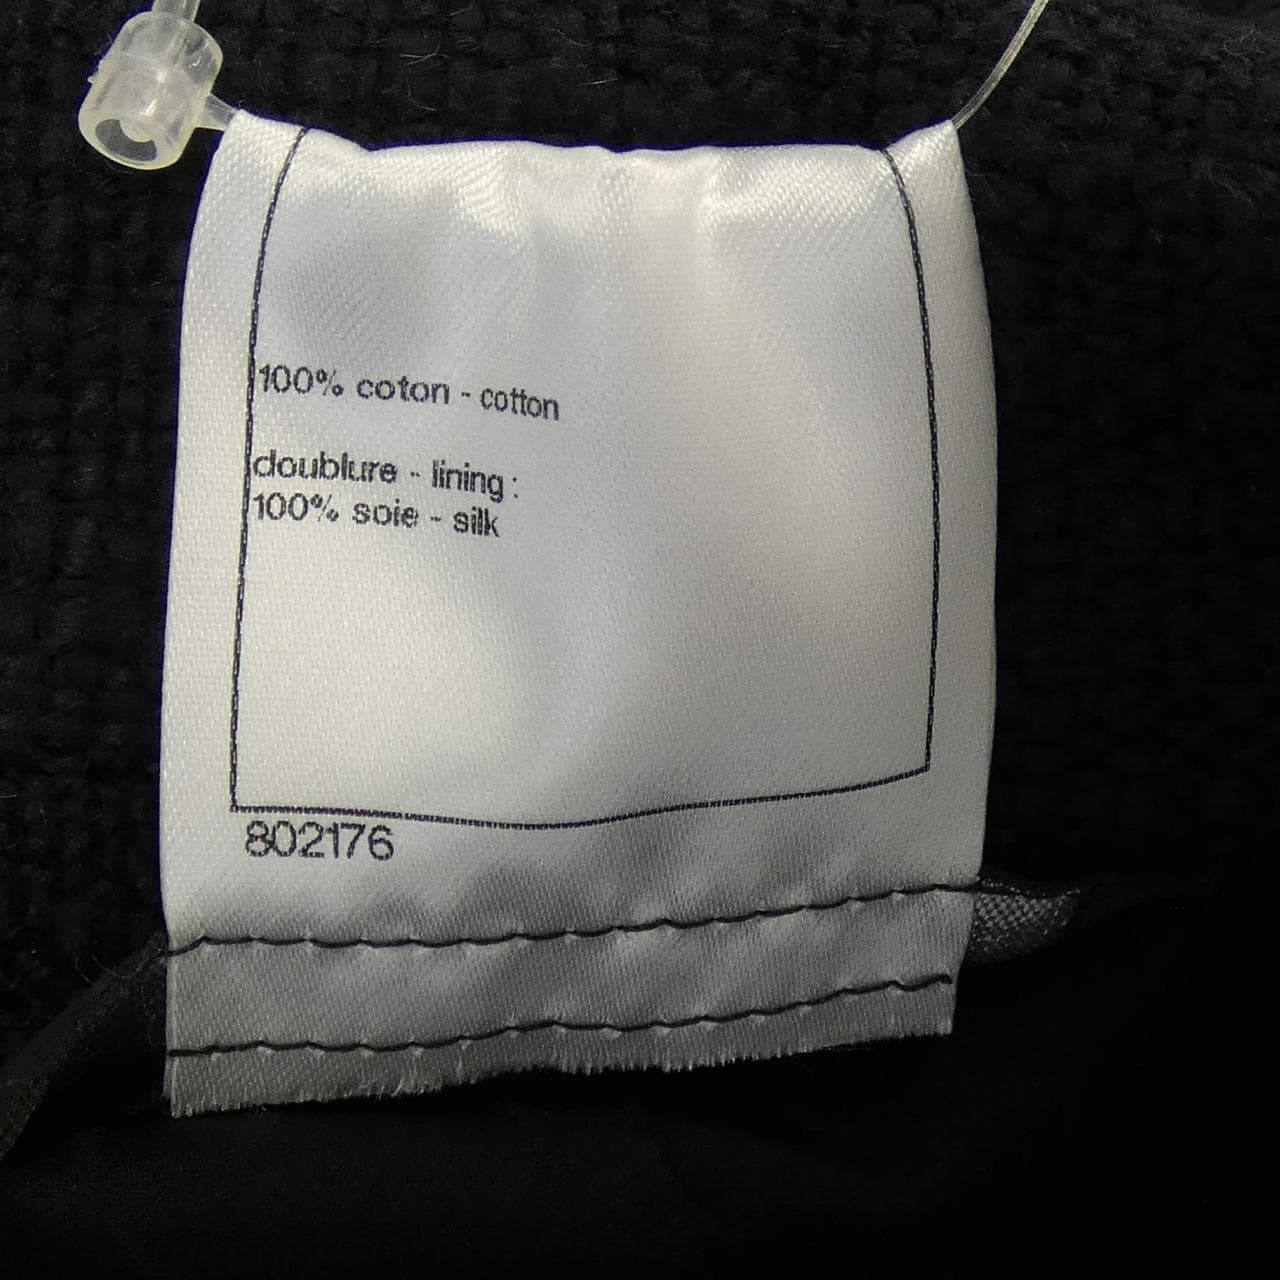 100% coton - cotton
doublure - lining :
100% soie - silk
802176